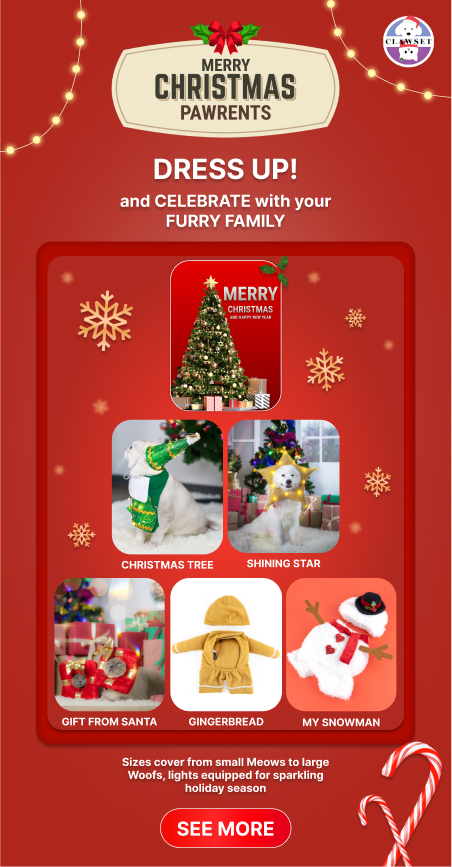 CLAWSET
MERRY
CHRISTMAS
PAWRENTS
DRESS UP!
and CELEBRATE with your
FURRY FAMILY
MERRY
CHRISTMAS
AND HAPPY NEW YEAR
CHRISTMAS TREE
SHINING STAR
GIFT FROM SANTA
GINGERBREAD
MY SNOWMAN
Sizes cover from small Meows to large
Woofs, lights equipped for sparkling
holiday season
SEE MORE